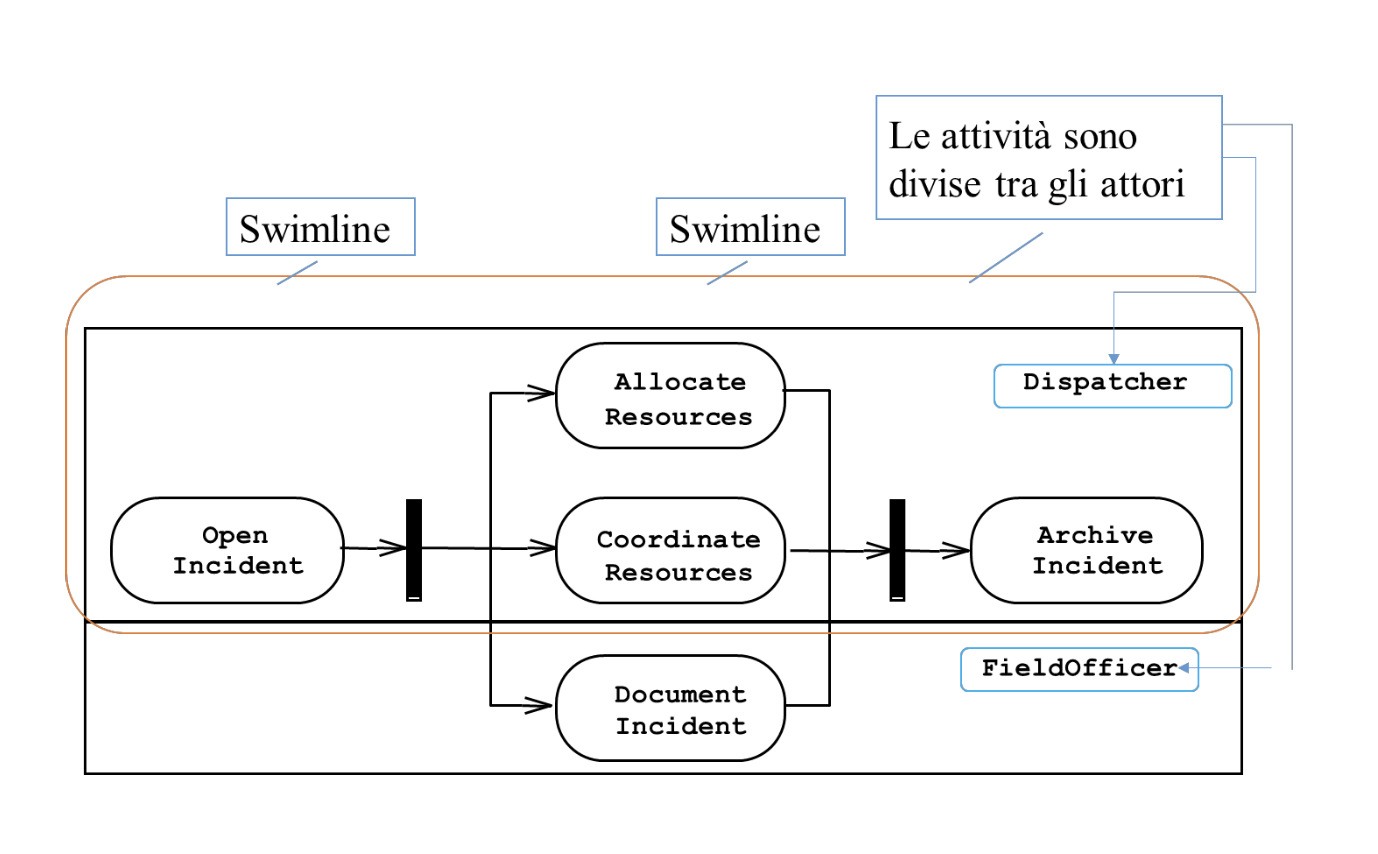 Le attività sono
divise tra gli attori
Swimline
Swimline
Dispatcher
Allocate
Resources
Open
Incident
Coordinate
Resources
Archive
Incident
FieldOfficer
Document
Incident